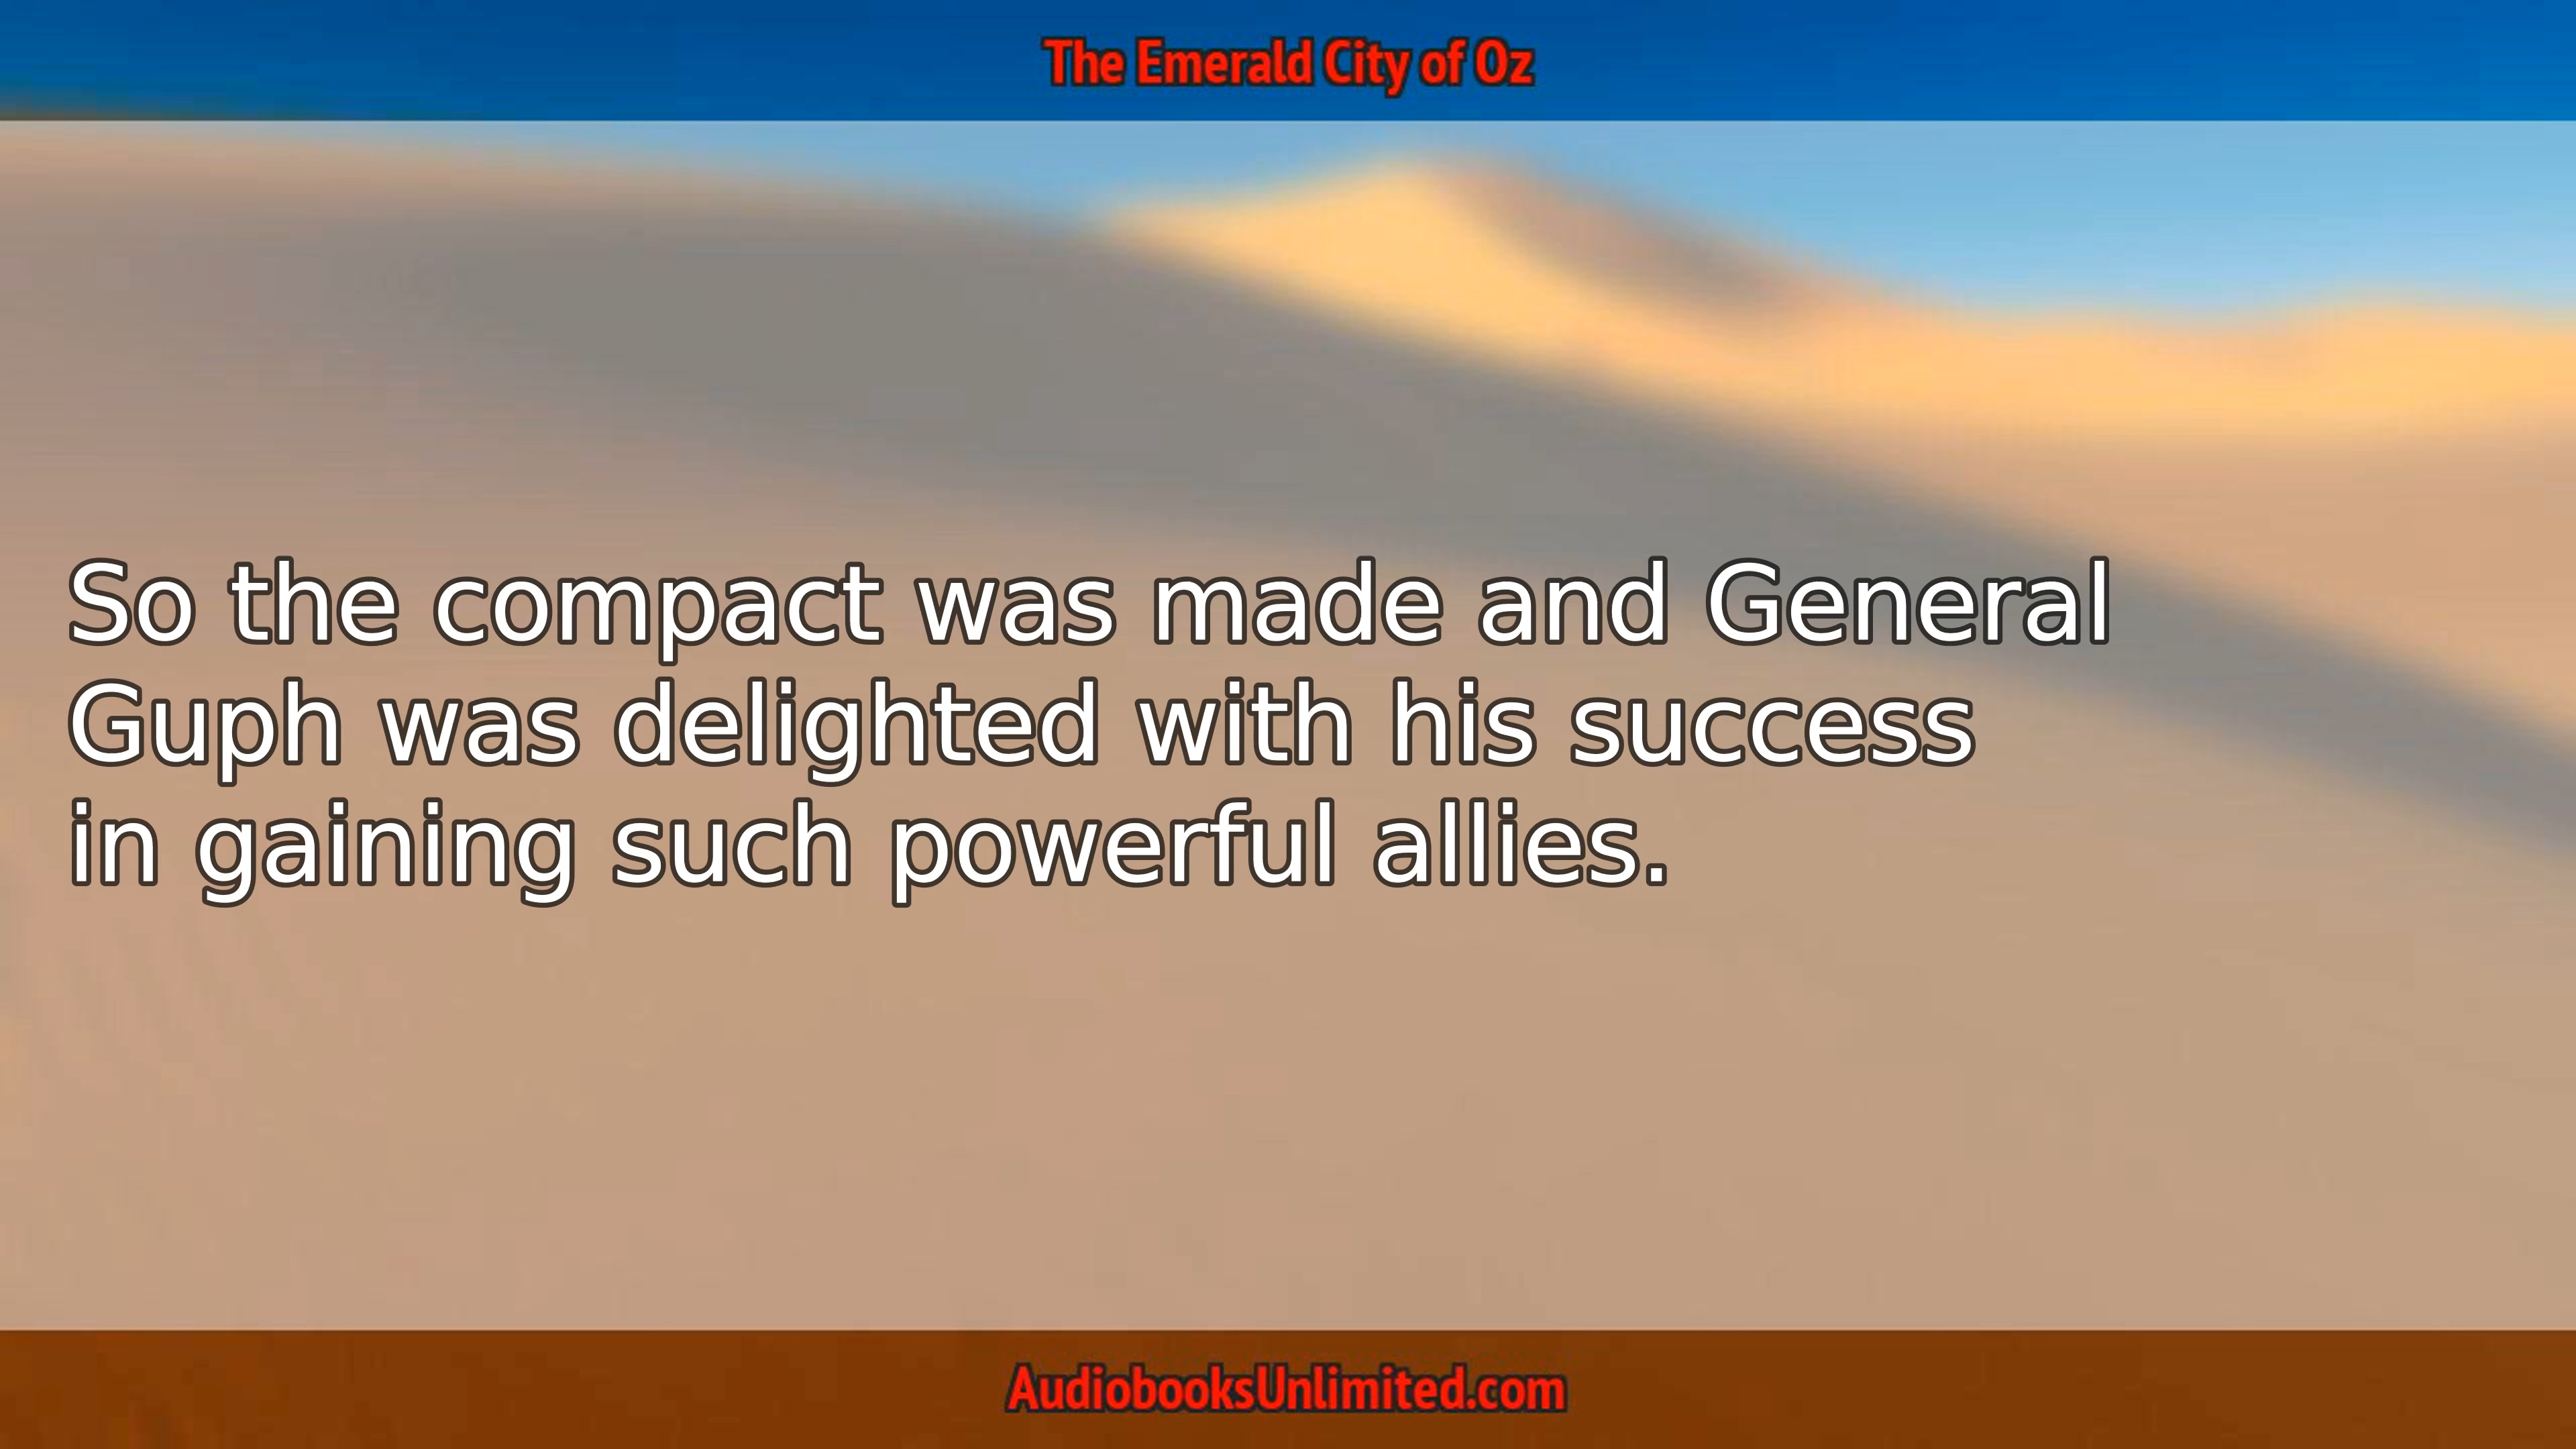 The Emerald City of Oz
So the compact was made and General
Guph was delighted with his success
in gaining such powerful allies.
AudiobooksUnlimited.com